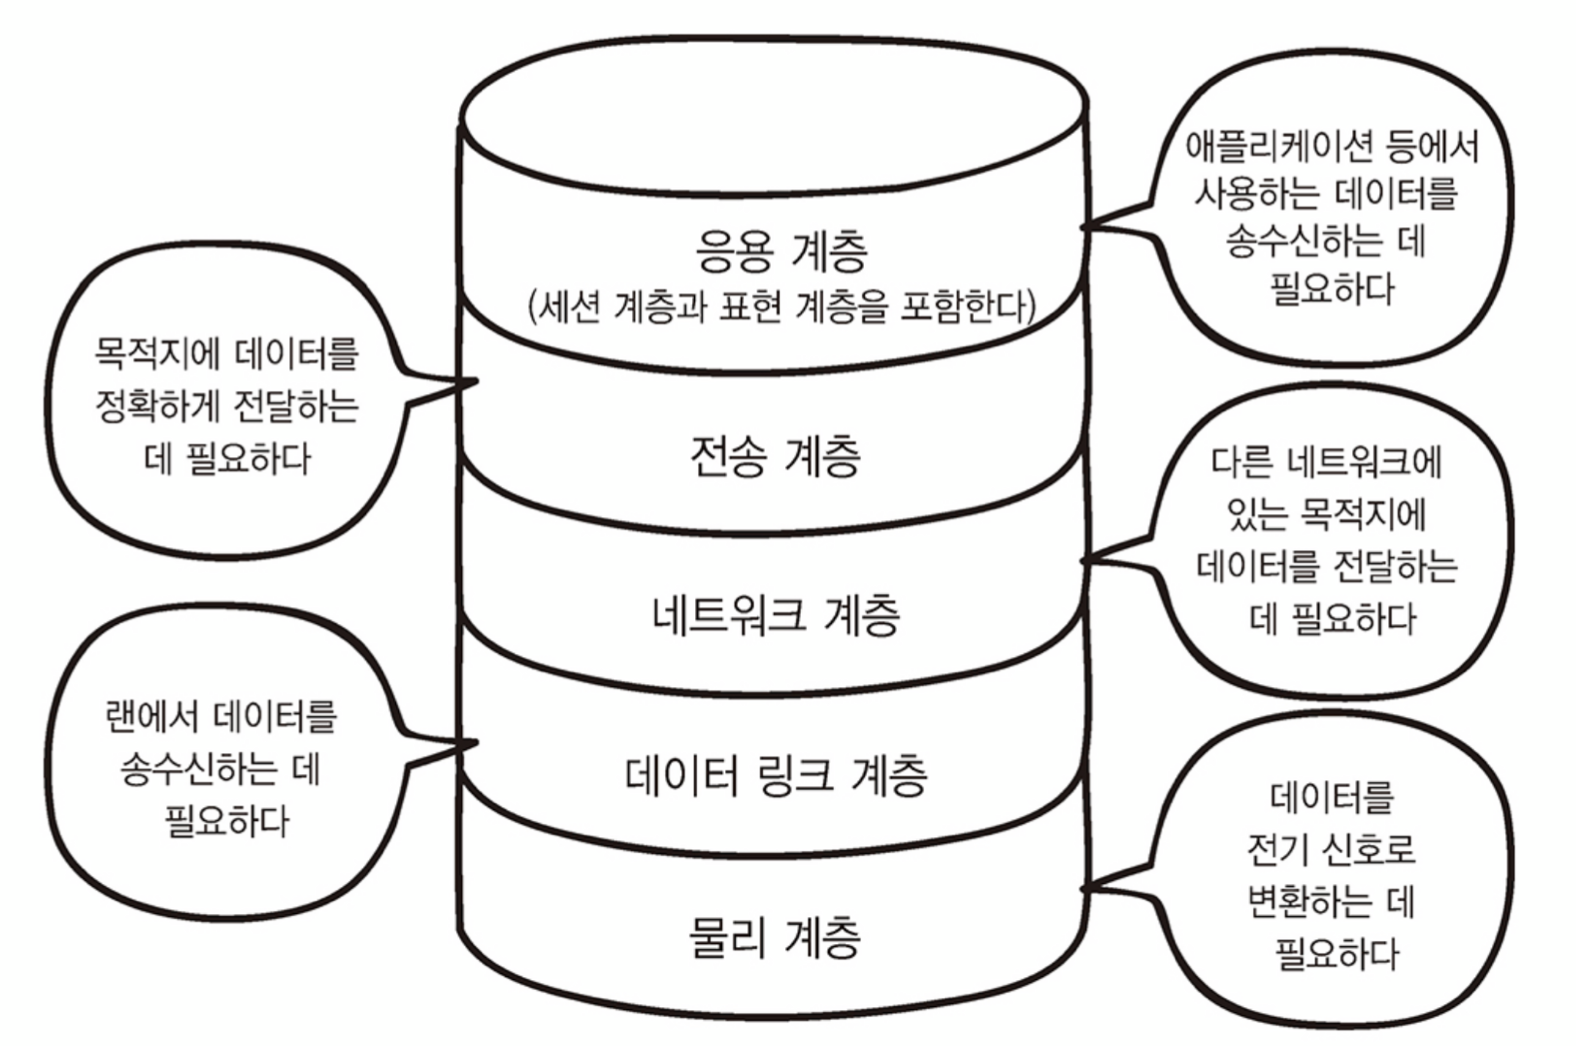 애플리케이션 등에서
사용하는 데이터를
송수신하는 데
필요하다
응용 계층
(세션 계층과 표현 계층을 포함한다)
목적지에 데이터를
정확하게 전달하는
데 필요하다
전송 계층
다른 네트워크에
있는 목적지에
데이터를 전달하는
데 필요하다
네트워크 계층
랜에서 데이터를
송수신하는 데
필요하다
데이터 링크 계층
데이터를
전기 신호로
변환하는 데
필요하다
물리 계층